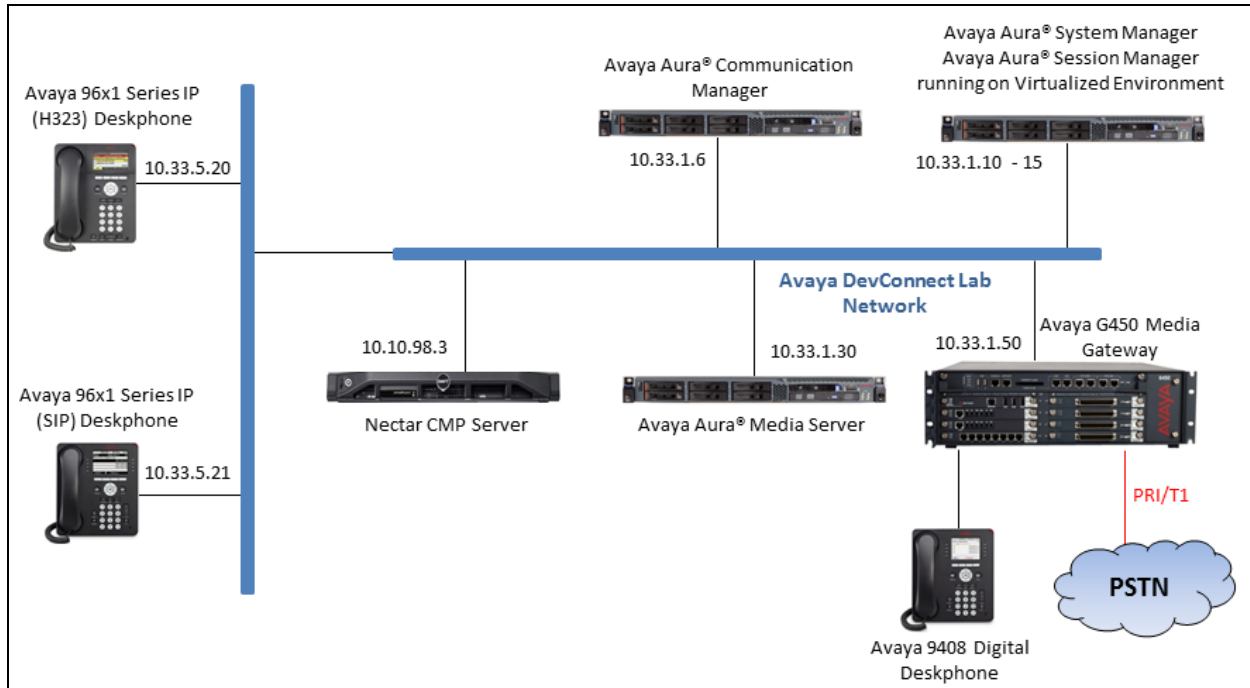 Avaya Aura® System Manager
Avaya Aura® Session Manager
running on Virtualized Environment
Avaya Aura® Communication
Manager
Avaya 96x1 Series IP
(H323) Deskphone
10.33.5.20
10.33.1.6
10.33.1.10 - 15
Avaya DevConnect Lab
Network
10.10.98.3
10.33.1.30
10.33.1.50
Avaya G450 Media
Gateway
Nectar CMP Server
Avaya Aura® Media Server
AVAYA
Avaya 96x1 Series IP
(SIP) Deskphone
10.33.5.21
PRI/T1
PSTN
Avaya 9408 Digital
Deskphone